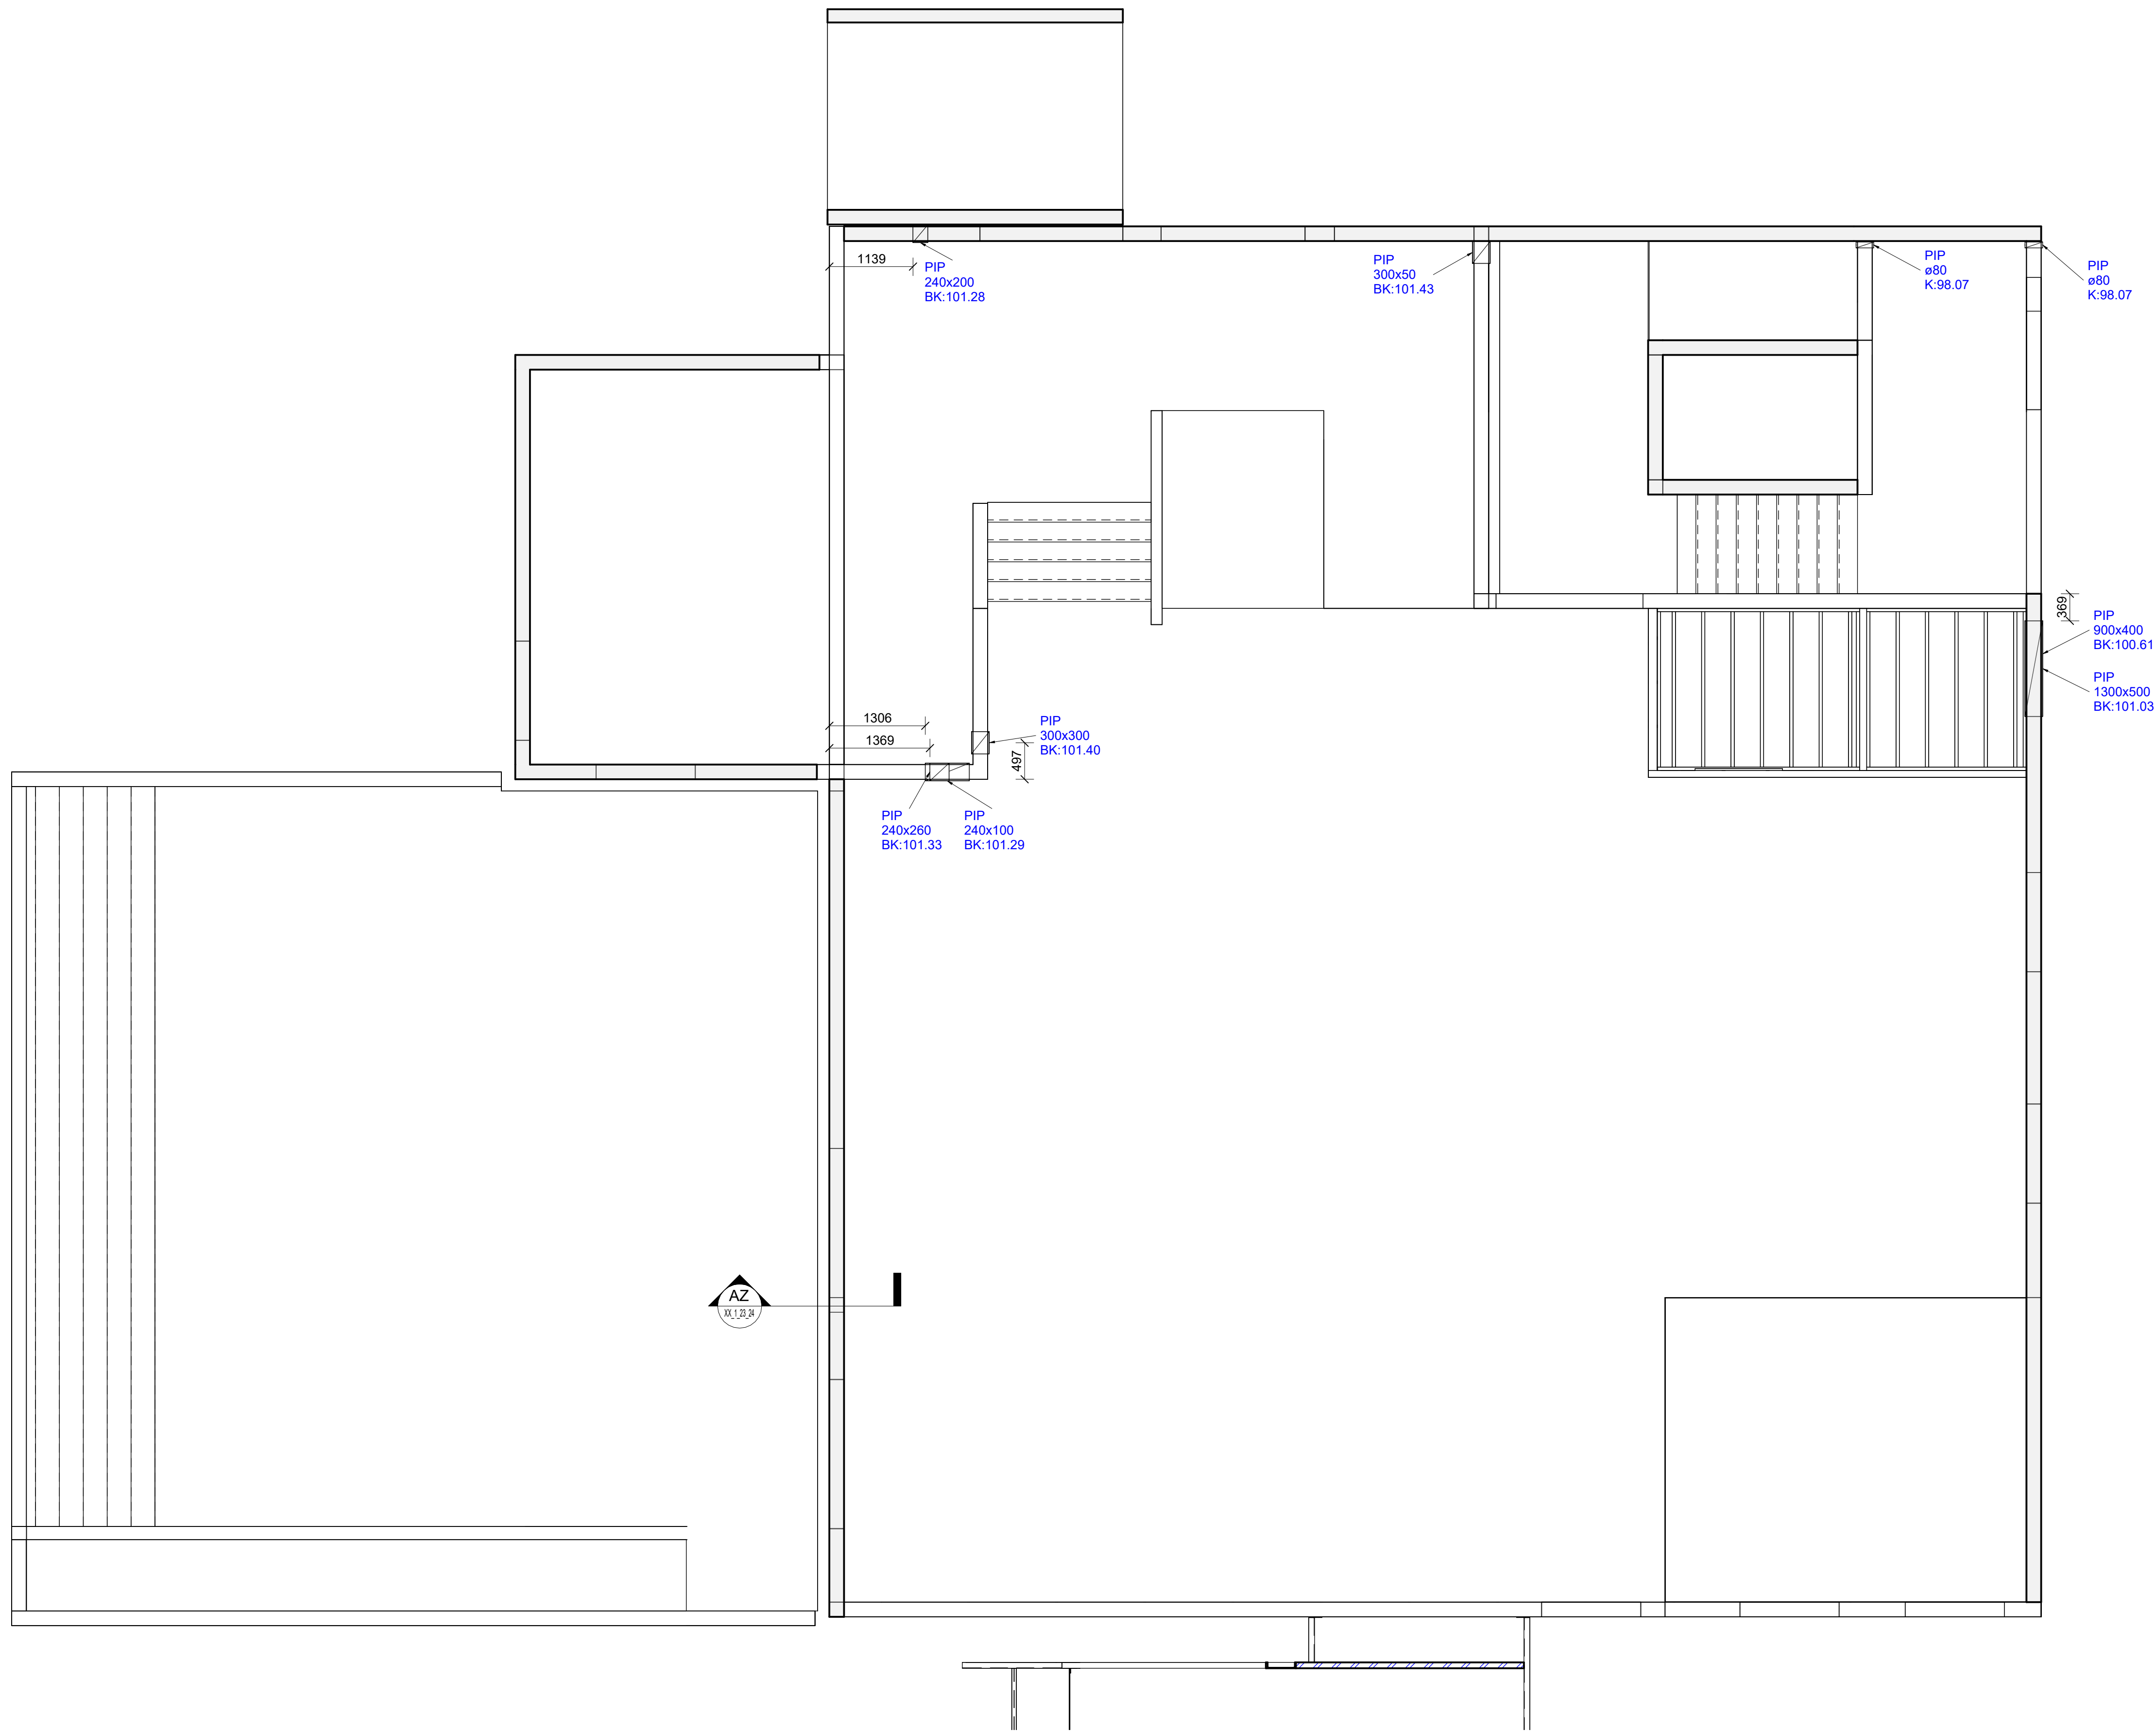 1139
PIP
240x200
BK:101.28
PIP
300x50
BK:101.43
PIP
ø80
K:98.07
PIP
ø80
K:98.07
369
PIP
900x400
BK:100.61
PIP
1300x500
BK:101.03
1306
1369
PIP
300x300
BK:101.40
497
PIP
240x260
BK:101.33
PIP
240x100
BK:101.29
AZ
XX_1_23_24